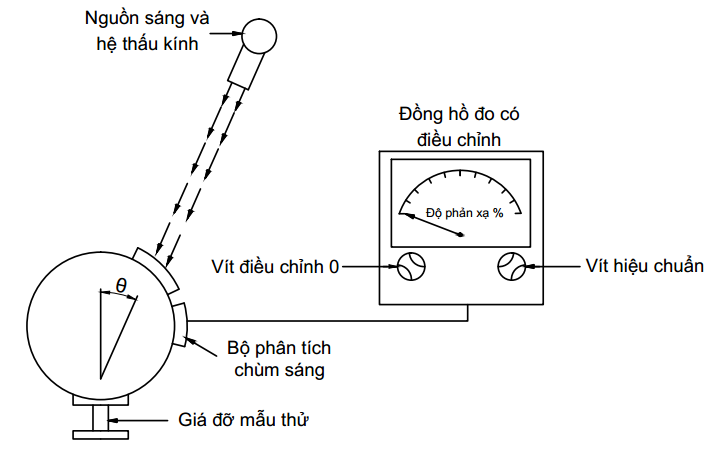 Nguồn sáng và
hệ thấu kính
Đồng hồ đo có
điều chỉnh
Độ phản xạ %
Vít điều chỉnh 0
Vít hiệu chuẩn
θ
Bộ phân tích
chùm sáng
Giá đỡ mẫu thử